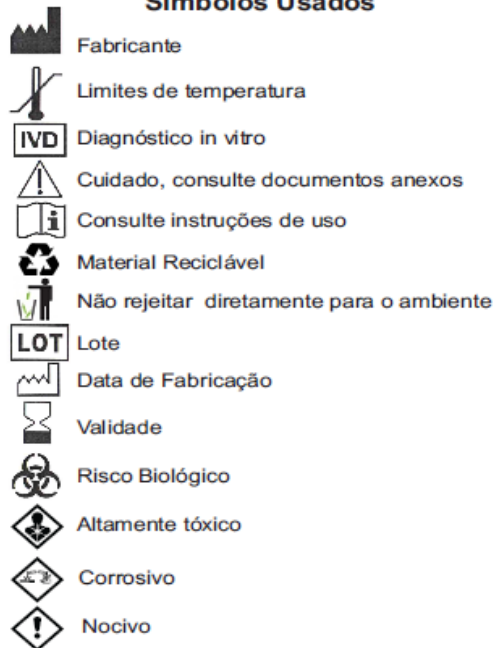 Símbolos Usados
Fabricante
Limites de temperatura
IVD Diagnóstico in vitro
Cuidado, consulte documentos anexos
i Consulte instruções de uso
Material Reciclável
Não rejeitar diretamente para o ambiente
LOT Lote
Data de Fabricação
Validade
Risco Biológico
Altamente tóxico
Corrosivo
Nocivo